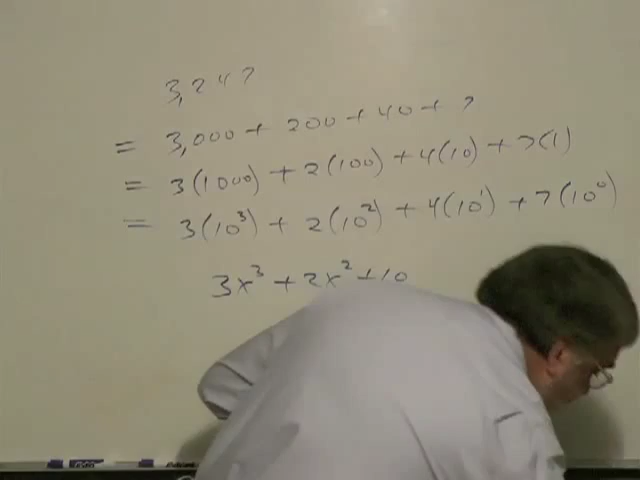 3,247
= 3,000 + 200 + 40 + 7
= 3(1000) + 2(100) + 4(10) + 7(1)
= 3(10³) + 2(10²) + 4(10¹) + 7(10⁰)
3x³ + 2x² + 10